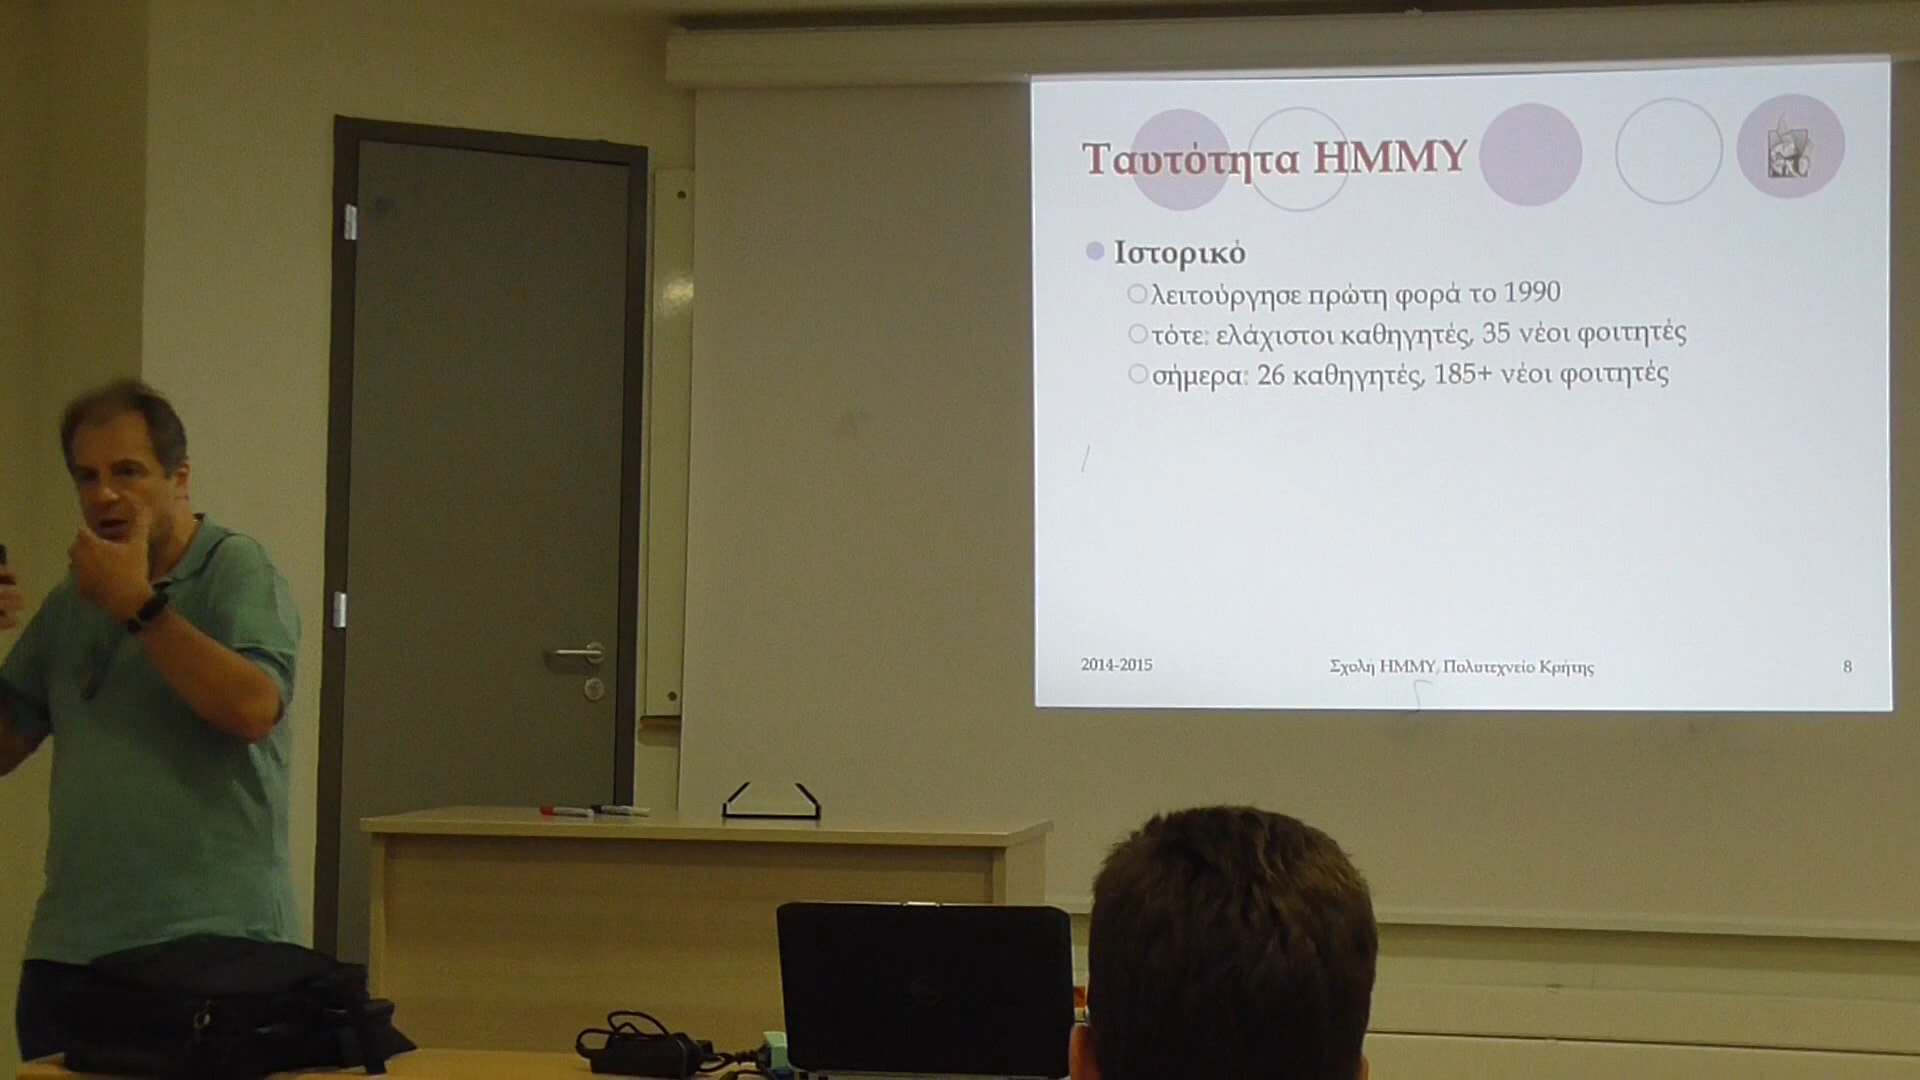 Ταυτότητα ΗΜΜΥ
Ιστορικό
λειτούργησε πρώτη φορά το 1990
τότε: ελάχιστοι καθηγητές, 35 νέοι φοιτητές
σήμερα: 26 καθηγητές, 185+ νέοι φοιτητές
2014-2015 Σχολή ΗΜΜΥ, Πολυτεχνείο Κρήτης 8